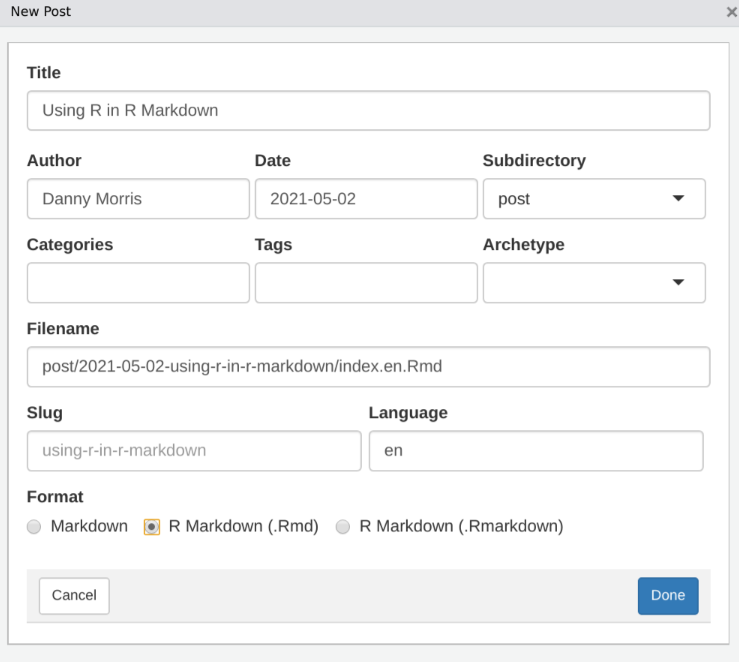 New Post
Title
Using R in R Markdown
Author Date Subdirectory
Danny Morris 2021-05-02 post
Categories Tags Archetype
Filename
post/2021-05-02-using-r-in-r-markdown/index.en.Rmd
Slug Language
using-r-in-r-markdown en
Format
Markdown R Markdown (.Rmd) R Markdown (.Rmarkdown)
Cancel Done